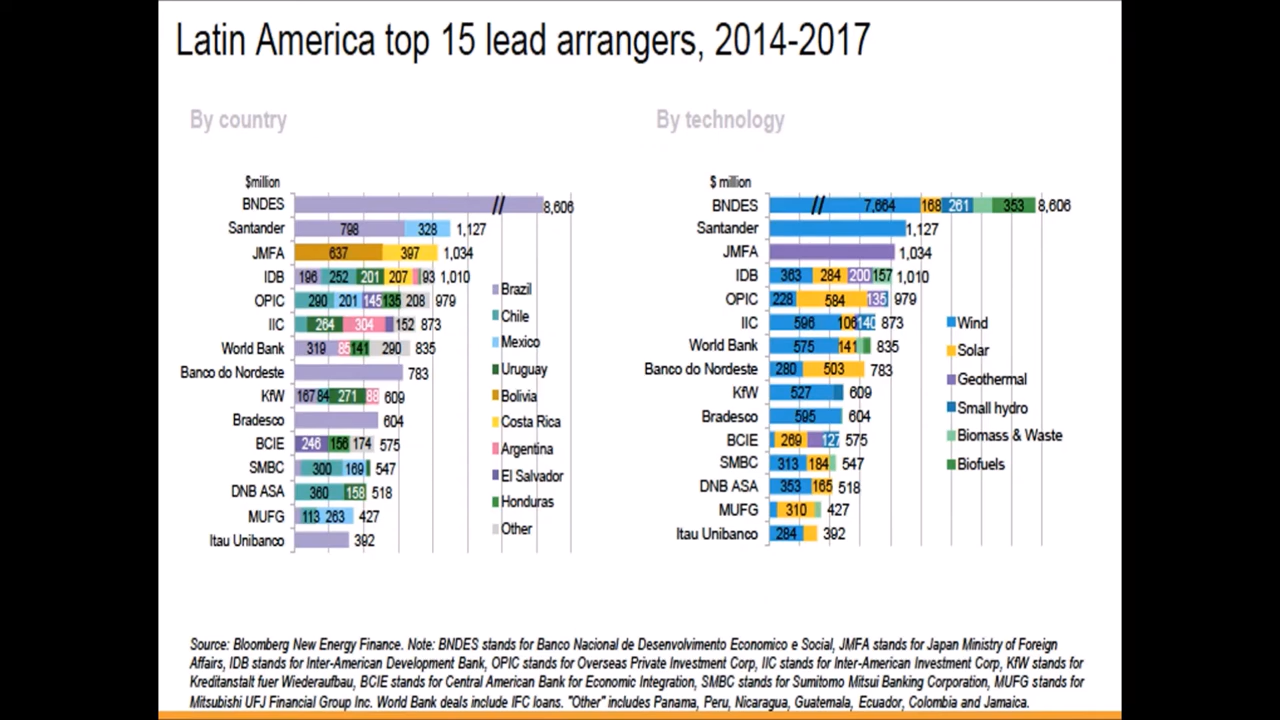 Latin America top 15 lead arrangers, 2014-2017
By country
$million
BNDES 8,606
Santander 798 328 1,127
JMFA 637 397 1,034
IDB 196 252 201 207 93 1,010
OPIC 290 201 145 135 208 979
IIC 264 304 152 873
World Bank 319 85 141 290 835
Banco do Nordeste 783
KfW 167 84 271 88 609
Bradesco 604
BCIE 246 156 174 575
SMBC 300 169 547
DNB ASA 360 158 518
MUFG 113 263 427
Itau Unibanco 392
Brazil
Chile
Mexico
Uruguay
Bolivia
Costa Rica
Argentina
El Salvador
Honduras
Other
By technology
$ million
BNDES 7,664 168 261 353 8,606
Santander 1,127
JMFA 1,034
IDB 363 284 200 157 1,010
OPIC 228 584 135 979
IIC 596 106 140 873
World Bank 575 141 835
Banco do Nordeste 280 503 783
KfW 527 609
Bradesco 595 604
BCIE 269 127 575
SMBC 313 184 547
DNB ASA 353 165 518
MUFG 310 427
Itau Unibanco 284 392
Wind
Solar
Geothermal
Small hydro
Biomass & Waste
Biofuels
Source: Bloomberg New Energy Finance. Note: BNDES stands for Banco Nacional de Desenvolvimento Economico e Social, JMFA stands for Japan Ministry of Foreign
Affairs, IDB stands for Inter-American Development Bank, OPIC stands for Overseas Private Investment Corp, IIC stands for Inter-American Investment Corp, KfW stands for
Kreditanstalt fuer Wiederaufbau, BCIE stands for Central American Bank for Economic Integration, SMBC stands for Sumitomo Mitsui Banking Corporation, MUFG stands for
Mitsubishi UFJ Financial Group Inc. World Bank deals include IFC loans. "Other" includes Panama, Peru, Nicaragua, Guatemala, Ecuador, Colombia and Jamaica.